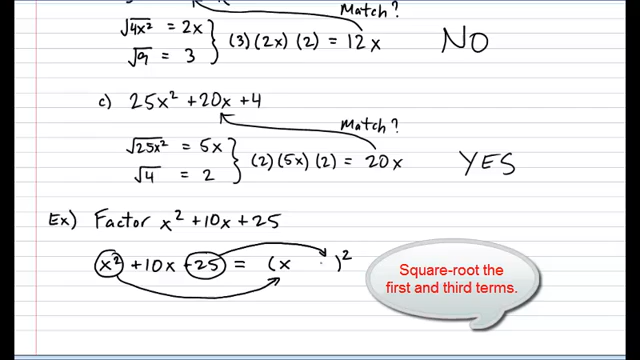 Match?
√4x² = 2x
√9 = 3
(3)(2x)(2) = 12x
NO
c) 25x² +20x +4
Match?
√25x² = 5x
√4 = 2
(2)(5x)(2) = 20x
YES
Ex) Factor x² +10x +25
x² +10x +25 = (x )²
Square-root the
first and third terms.